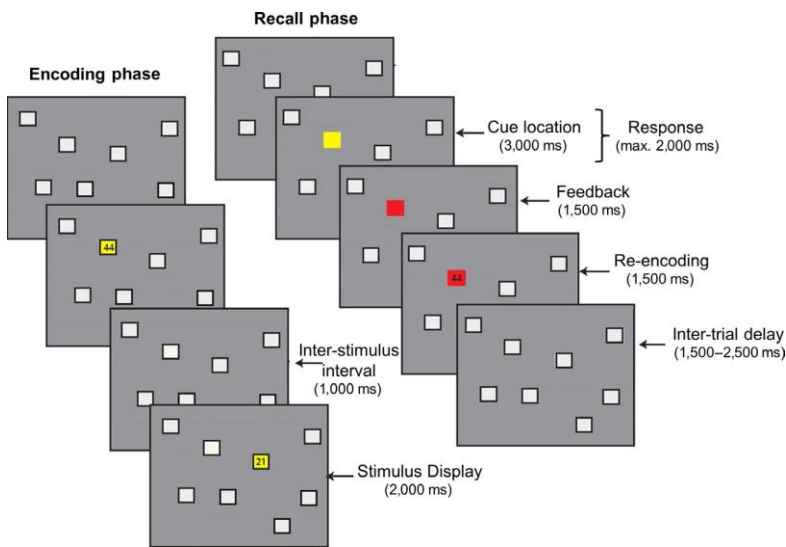 Recall phase
Encoding phase
Cue location
(3,000 ms)
Response
(max. 2,000 ms)
Feedback
(1,500 ms)
44
Re-encoding
(1,500 ms)
44
Inter-trial delay
(1,500–2,500 ms)
Inter-stimulus
interval
(1,000 ms)
21
Stimulus Display
(2,000 ms)